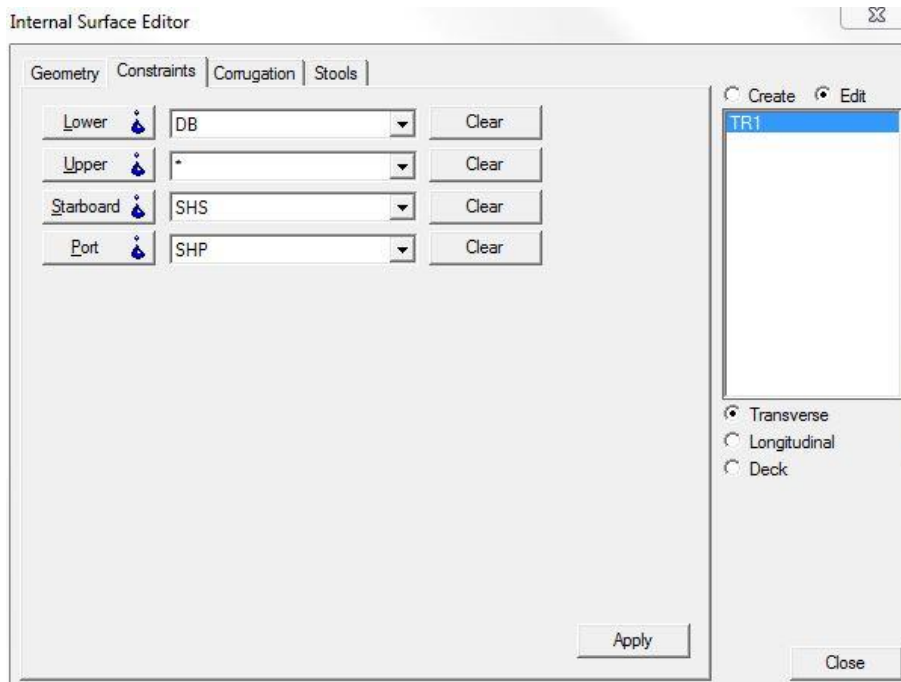 Internal Surface Editor
Geometry Constraints Corrugation Stools
Create Edit
Lower DB Clear
TR1
Upper * Clear
Starboard SHS Clear
Port SHP Clear
Transverse
Longitudinal
Deck
Apply
Close